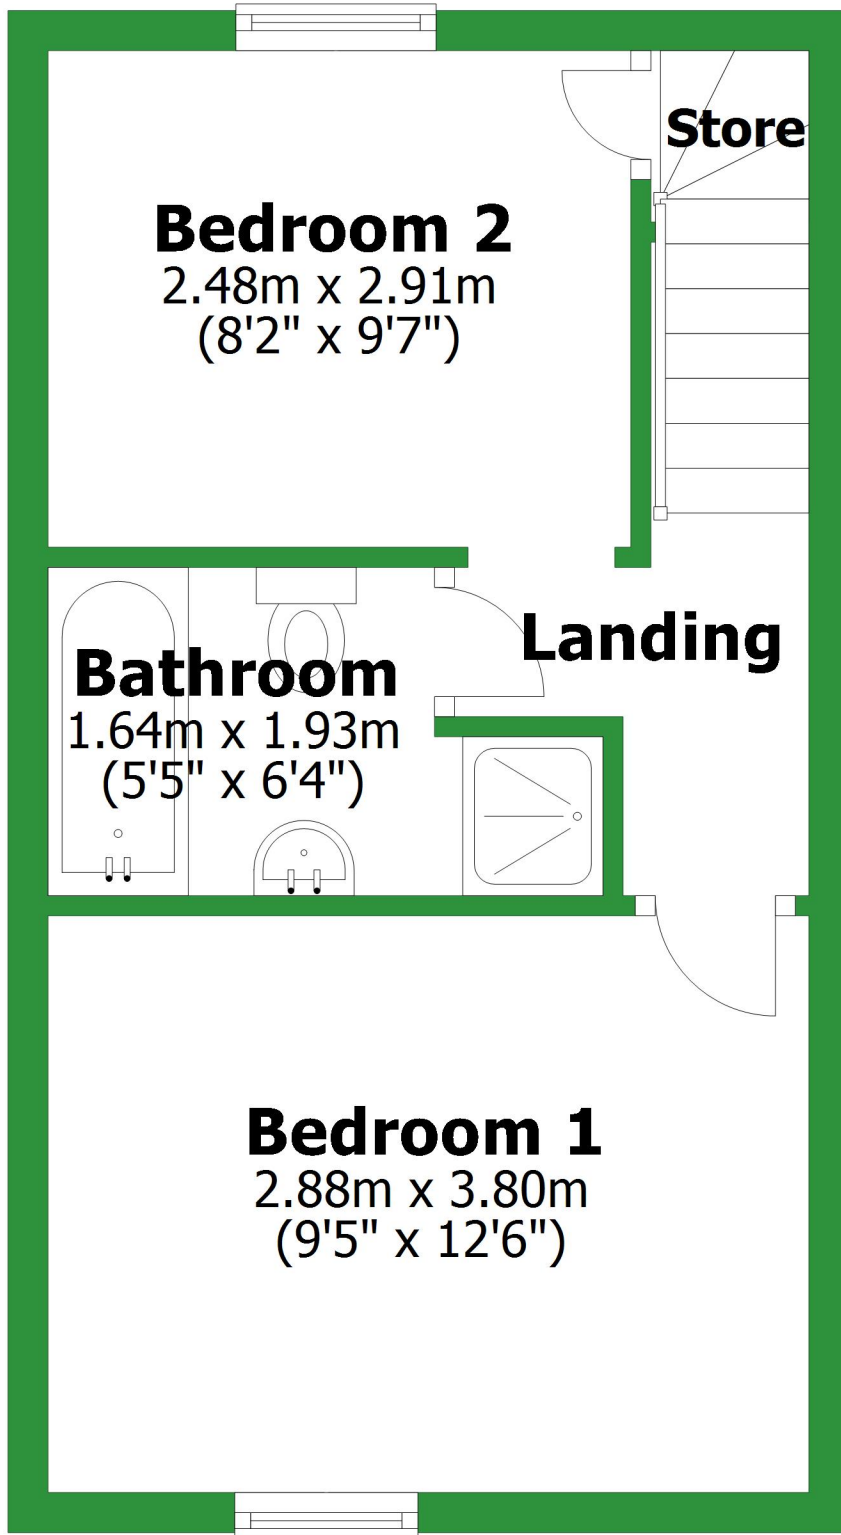 Store
Bedroom 2
2.48m x 2.91m
(8'2" x 9'7")
Landing
Bathroom
1.64m x 1.93m
(5'5" x 6'4")
Bedroom 1
2.88m x 3.80m
(9'5" x 12'6")